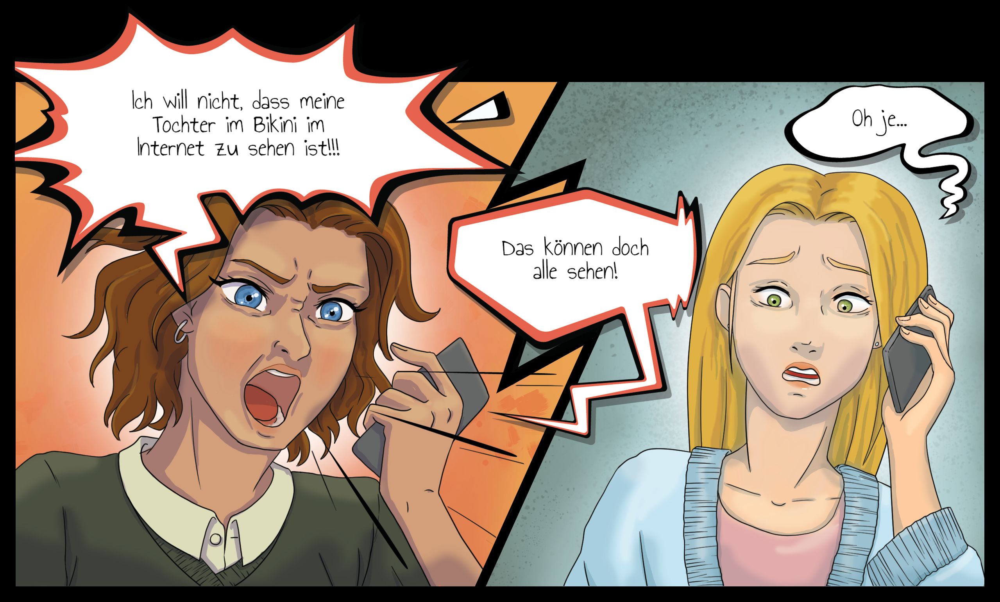 Ich will nicht, dass meine
Tochter im Bikini im
Internet zu sehen ist!!!
Das können doch
alle sehen!
Oh je...